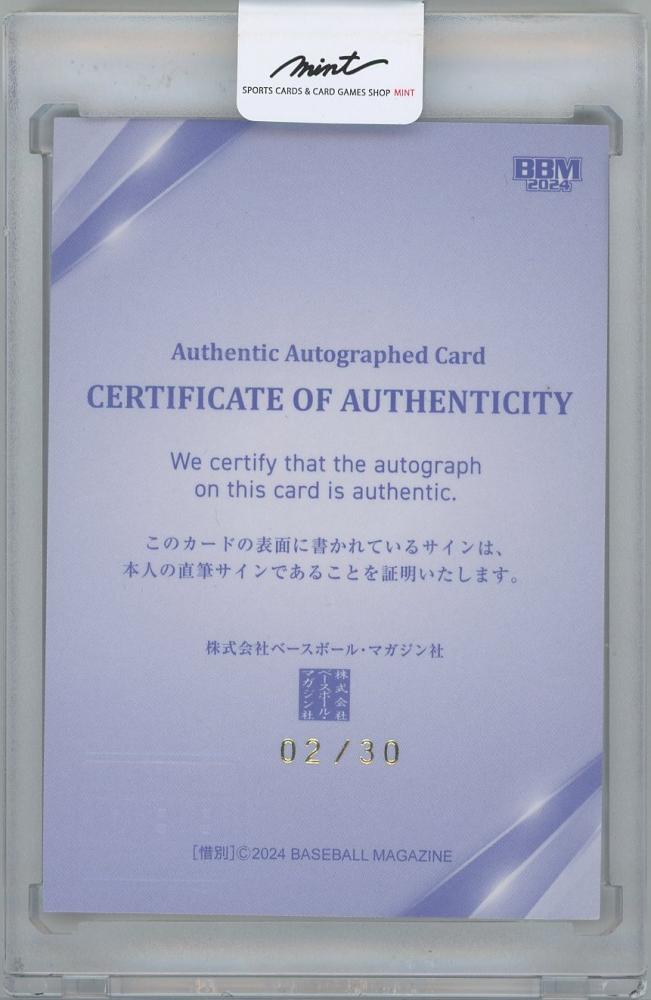 mint
SPORTS CARDS & CARD GAMES SHOP MINT
BBM
2024
Authentic Autographed Card
CERTIFICATE OF AUTHENTICITY
We certify that the autograph
on this card is authentic.
このカードの表面に書かれているサインは、
本人の直筆サインであることを証明いたします。
株式会社ベースボール・マガジン社
株式会社
ベースボール・
マガジン社
02/30
[惜別]©2024 BASEBALL MAGAZINE